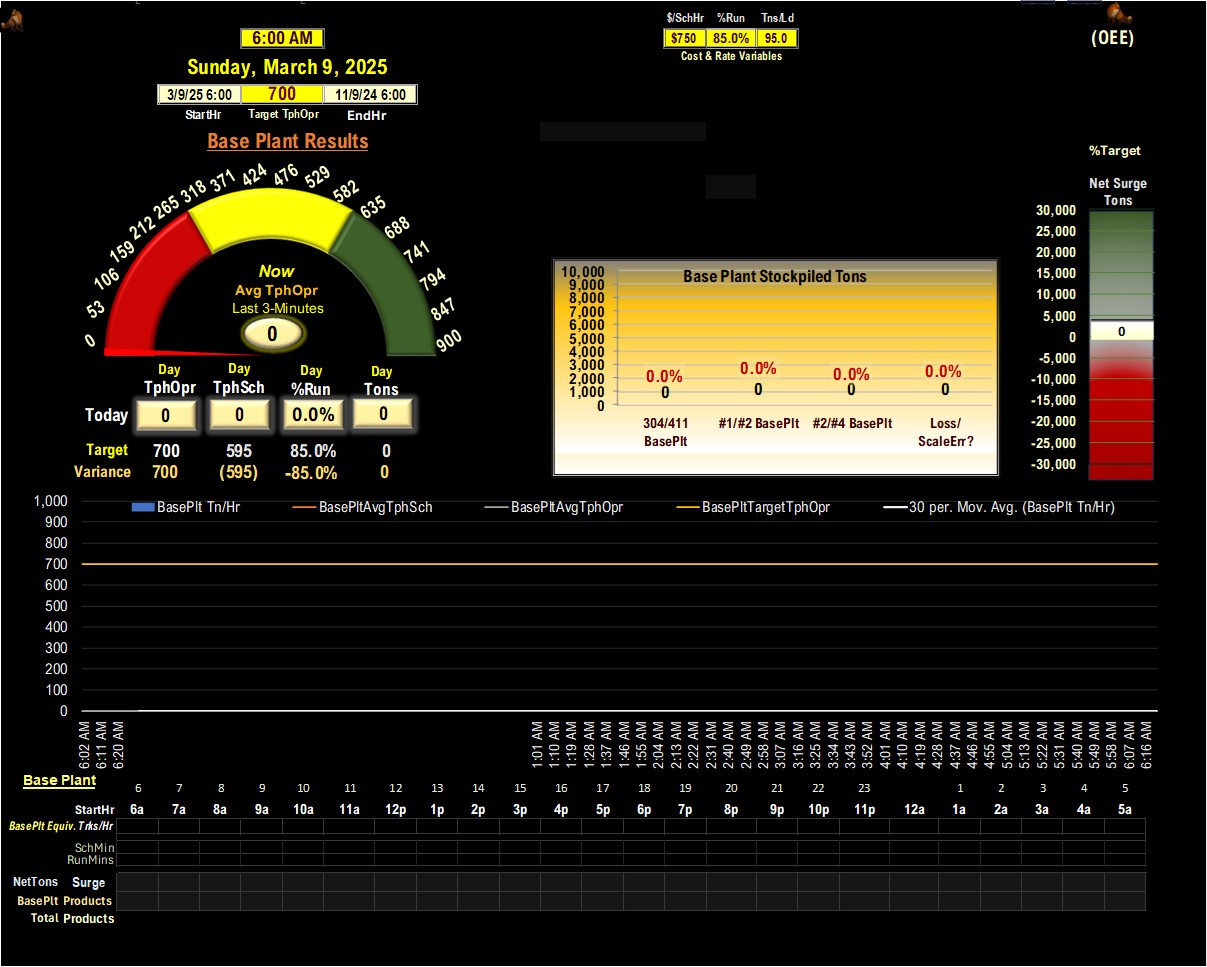 $/SchHr %Run Tns/Ld
$750 85.0% 95.0
Cost & Rate Variables
(OEE)
6:00 AM
Sunday, March 9, 2025
3/9/25 6:00 700 11/9/24 6:00
StartHr Target TphOpr EndHr
Base Plant Results
0 53 106 159 212 265 318 371 424 476 529 582 635 688 741 794 847 900
Now
Avg TphOpr
Last 3-Minutes
0
Day Day Day Day
TphOpr TphSch %Run Tons
Today 0 0 0.0% 0
Target 700 595 85.0% 0
Variance 700 (595) -85.0% 0
Base Plant Stockpiled Tons
10,000
9,000
8,000
7,000
6,000
5,000
4,000
3,000
2,000
1,000
0
0.0% 0.0% 0.0% 0.0%
0 0 0 0
304/411 BasePlt
#1/#2 BasePlt
#2/#4 BasePlt
Loss/ ScaleErr?
%Target
Net Surge
Tons
30,000
25,000
20,000
15,000
10,000
5,000
0
-5,000
-10,000
-15,000
-20,000
-25,000
-30,000
0
BasePlt Tn/Hr BasePltAvgTphSch BasePltAvgTphOpr BasePltTargetTphOpr 30 per. Mov. Avg. (BasePlt Tn/Hr)
1,000
900
800
700
600
500
400
300
200
100
0
6:02 AM 6:11 AM 6:20 AM 1:01 AM 1:10 AM 1:19 AM 1:28 AM 1:37 AM 1:46 AM 1:55 AM 2:04 AM 2:13 AM 2:22 AM 2:31 AM 2:40 AM 2:49 AM 2:58 AM 3:07 AM 3:16 AM 3:25 AM 3:34 AM 3:43 AM 3:52 AM 4:01 AM 4:10 AM 4:19 AM 4:28 AM 4:37 AM 4:46 AM 4:55 AM 5:04 AM 5:13 AM 5:22 AM 5:31 AM 5:40 AM 5:49 AM 5:58 AM 6:07 AM 6:16 AM
Base Plant
6 7 8 9 10 11 12 13 14 15 16 17 18 19 20 21 22 23 1 2 3 4 5
StartHr 6a 7a 8a 9a 10a 11a 12p 1p 2p 3p 4p 5p 6p 7p 8p 9p 10p 11p 12a 1a 2a 3a 4a 5a
BasePlt Equiv. Trks/Hr
SchMin
RunMins
NetTons Surge
BasePlt Products
Total Products